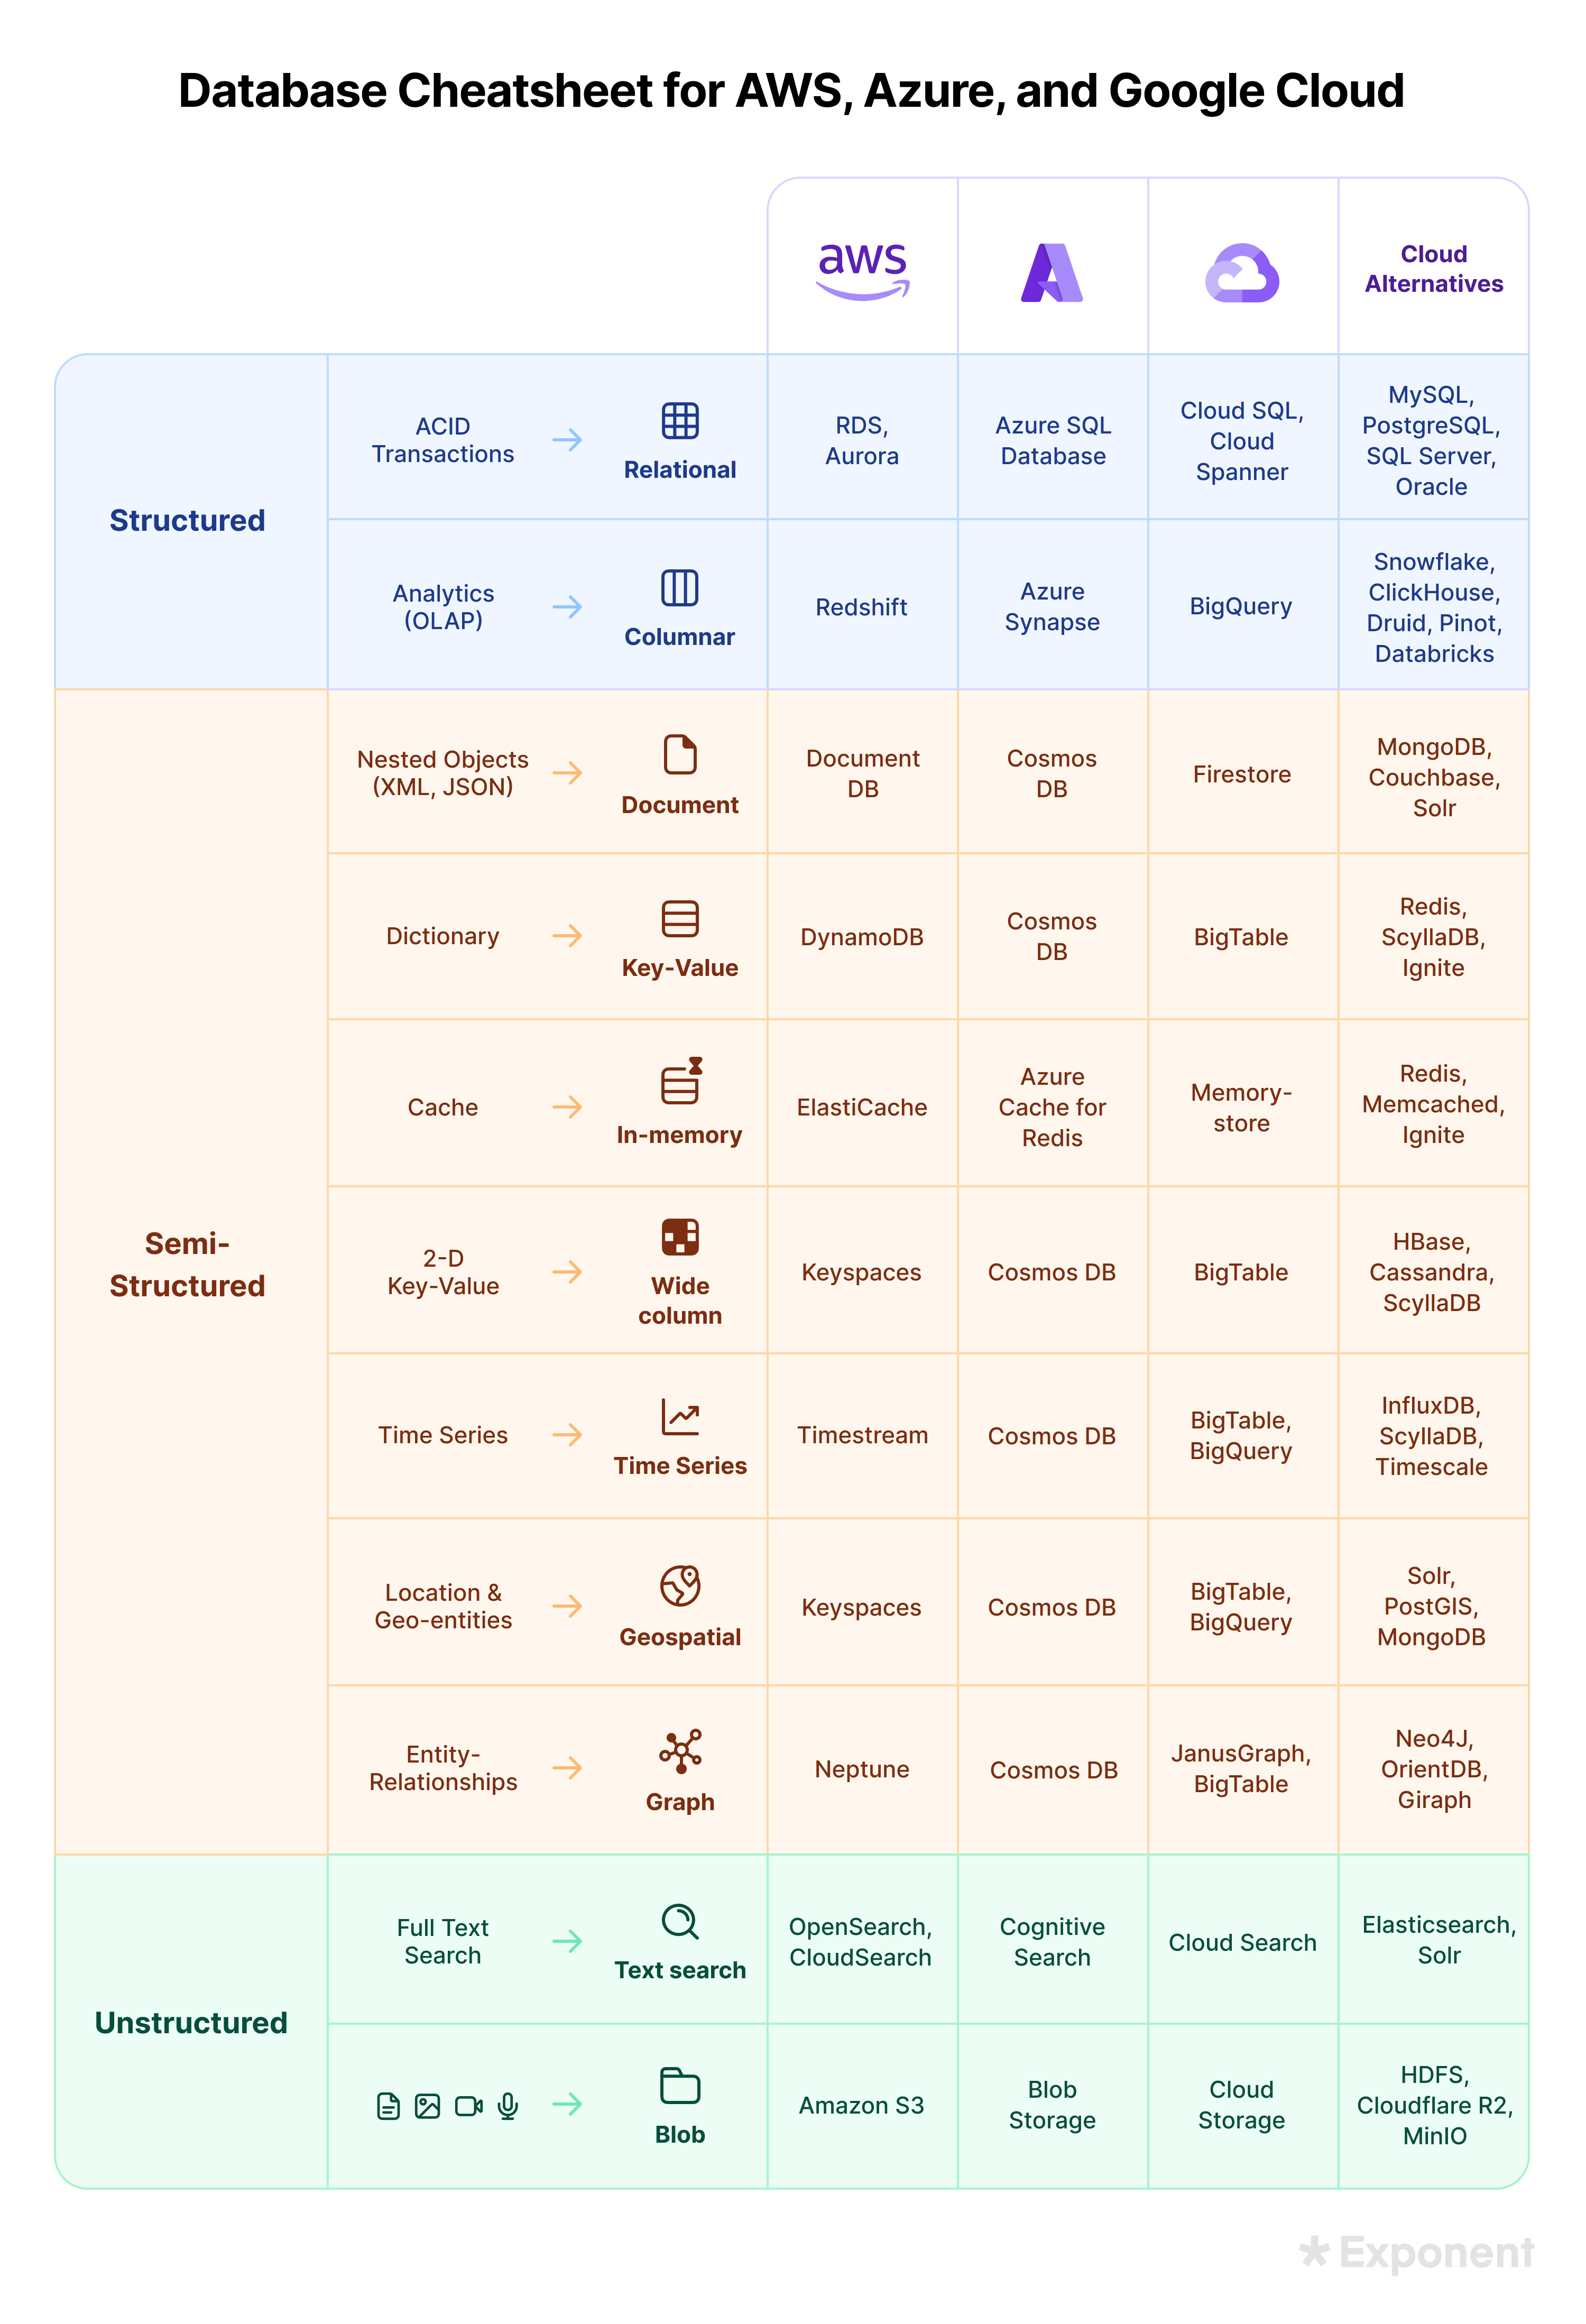 Database Cheatsheet for AWS, Azure, and Google Cloud
aws
Cloud
Alternatives
Structured
ACID
Transactions
Relational
RDS,
Aurora
Azure SQL
Database
Cloud SQL,
Cloud
Spanner
MySQL,
PostgreSQL,
SQL Server,
Oracle
Analytics
(OLAP)
Columnar
Redshift
Azure
Synapse
BigQuery
Snowflake,
ClickHouse,
Druid, Pinot,
Databricks
Semi-
Structured
Nested Objects
(XML, JSON)
Document
Document
DB
Cosmos
DB
Firestore
MongoDB,
Couchbase,
Solr
Dictionary
Key-Value
DynamoDB
Cosmos
DB
BigTable
Redis,
ScyllaDB,
Ignite
Cache
In-memory
ElastiCache
Azure
Cache for
Redis
Memory-
store
Redis,
Memcached,
Ignite
2-D
Key-Value
Wide
column
Keyspaces
Cosmos DB
BigTable
HBase,
Cassandra,
ScyllaDB
Time Series
Time Series
Timestream
Cosmos DB
BigTable,
BigQuery
InfluxDB,
ScyllaDB,
Timescale
Location &
Geo-entities
Geospatial
Keyspaces
Cosmos DB
BigTable,
BigQuery
Solr,
PostGIS,
MongoDB
Entity-
Relationships
Graph
Neptune
Cosmos DB
JanusGraph,
BigTable
Neo4J,
OrientDB,
Giraph
Unstructured
Full Text
Search
Text search
OpenSearch,
CloudSearch
Cognitive
Search
Cloud Search
Elasticsearch,
Solr
Blob
Amazon S3
Blob
Storage
Cloud
Storage
HDFS,
Cloudflare R2,
MinIO
Exponent